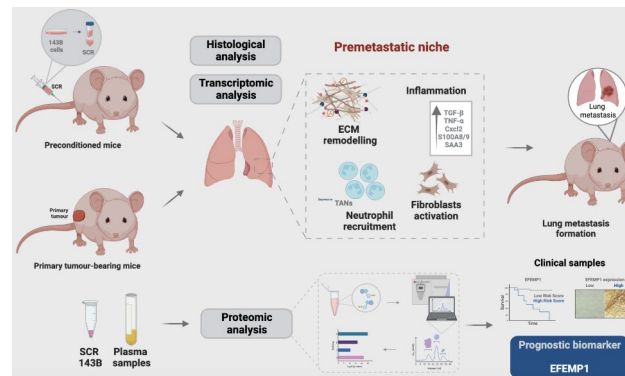 143B
cells
SCR
SCR
Preconditioned mice
Primary
tumour
Primary tumour-bearing mice
Histological
analysis
Transcriptomic
analysis
Premetastatic niche
ECM
remodelling
Inflammation
TGF-β
TNF-α
Cxcl2
S100A8/9
SAA3
TANs
Neutrophil
recruitment
Fibroblasts
activation
Lung
metastasis
Lung metastasis
formation
SCR
143B
Plasma
samples
Proteomic
analysis
Clinical samples
EFEMP1
Survival
Low Risk Score
High Risk Score
Time
EFEMP1 expression
Low High
Prognostic biomarker
EFEMP1